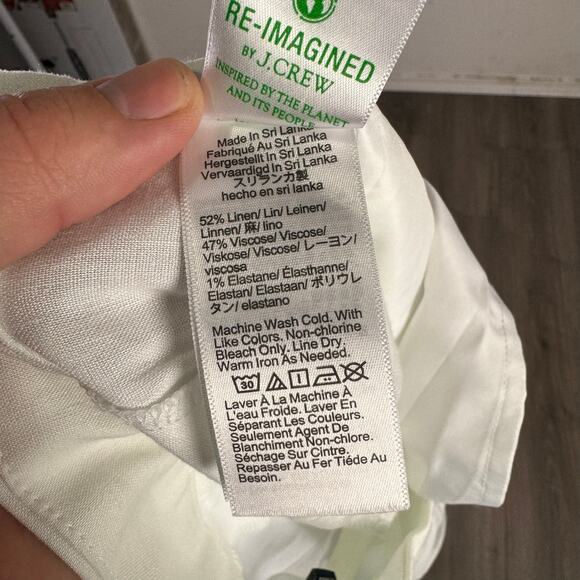 RE-IMAGINED
BY J.CREW
INSPIRED BY THE PLANET
AND ITS PEOPLE
Made In Sri Lanka
Fabriqué Au Sri Lanka
Hergestellt In Sri Lanka
Vervaardigd In Sri Lanka
スリランカ製
hecho en sri lanka
52% Linen/ Lin/ Leinen/
Linnen/ 麻/ lino
47% Viscose/ Viscose/
Viskose/ Viscose/ レーヨン/
viscosa
1% Elastane/ Élasthanne/
Elastan/ Elastaan/ ポリウレ
タン/ elastano
Machine Wash Cold. With
Like Colors. Non-chlorine
Bleach Only. Line Dry.
Warm Iron As Needed.
30
Laver À La Machine À
L'eau Froide. Laver En
Séparant Les Couleurs.
Seulement Agent De
Blanchiment Non-chlore.
Séchage Sur Cintre.
Repasser Au Fer Tiéde Au
Besoin.